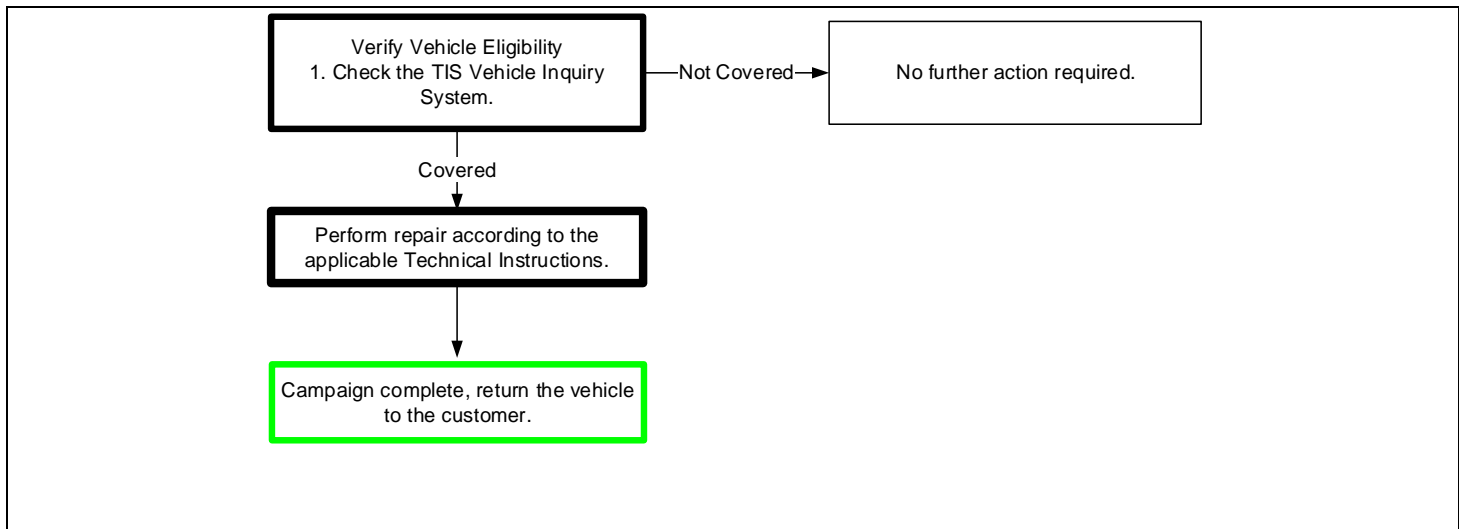 Verify Vehicle Eligibility
1. Check the TIS Vehicle Inquiry
System.
Not Covered
No further action required.
Covered
Perform repair according to the
applicable Technical Instructions.
Campaign complete, return the vehicle
to the customer.